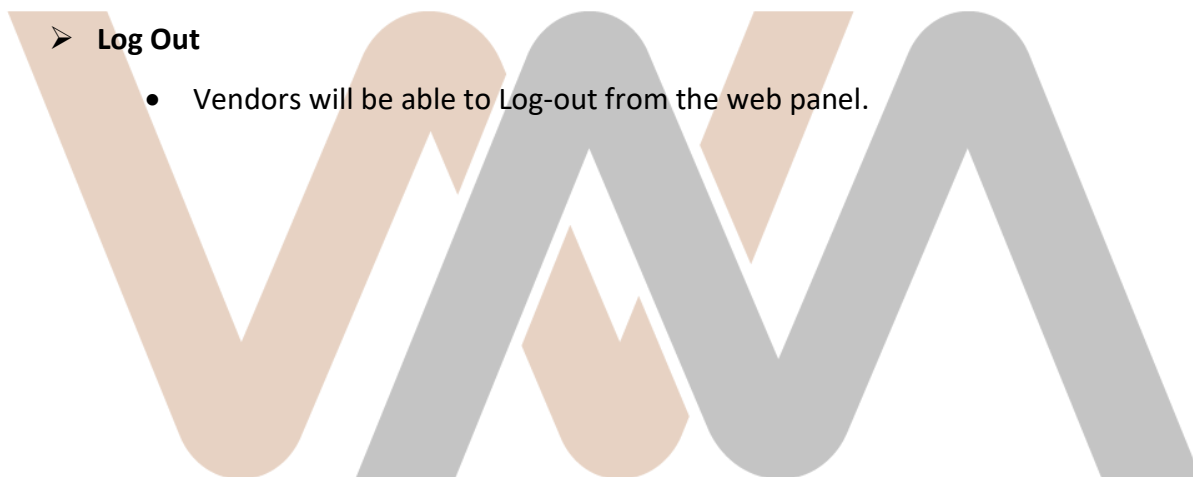 ➢ Log Out
• Vendors will be able to Log-out from the web panel.